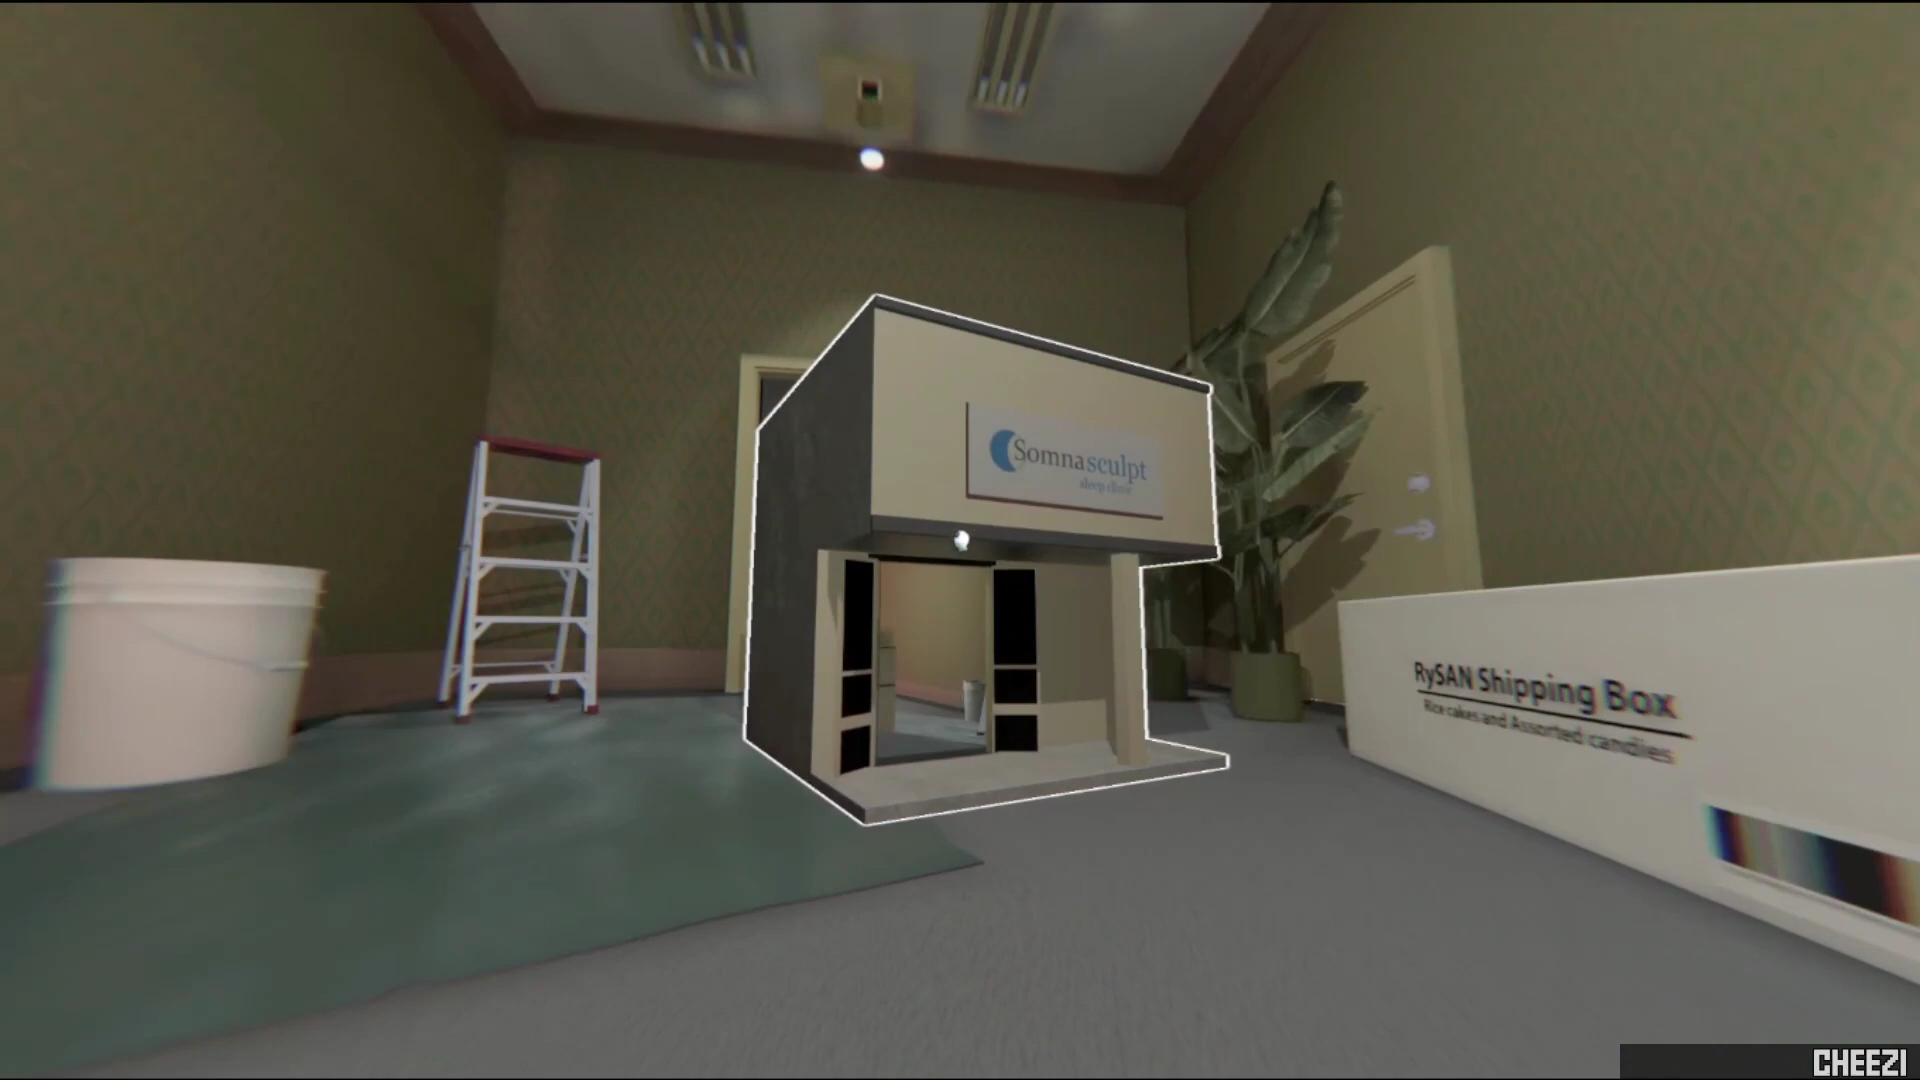 Somnasculpt
sleep clinic
RySAN Shipping Box
Rice cakes and Assorted candies
CHEEZI